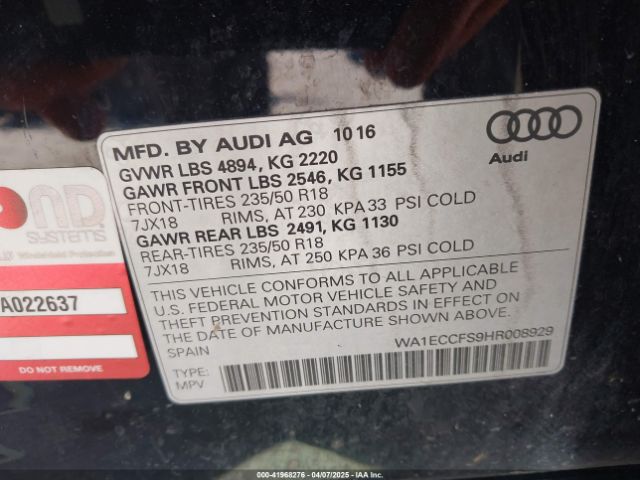 MFD. BY AUDI AG 10 16
GVWR LBS 4894, KG 2220
GAWR FRONT LBS 2546, KG 1155
FRONT-TIRES 235/50 R18
7JX18 RIMS, AT 230 KPA 33 PSI COLD
GAWR REAR LBS 2491, KG 1130
REAR-TIRES 235/50 R18
7JX18 RIMS, AT 250 KPA 36 PSI COLD
THIS VEHICLE CONFORMS TO ALL APPLICABLE
U.S. FEDERAL MOTOR VEHICLE SAFETY AND
THEFT PREVENTION STANDARDS IN EFFECT ON
THE DATE OF MANUFACTURE SHOWN ABOVE.
SPAIN WA1ECCFS9HR008929
TYPE:
MPV
Audi
ND
SYSTEMS
Windshield Protection
A022637
DO NOT REMOVE
00-41968276 - 04/07/2025 - IAA Inc.